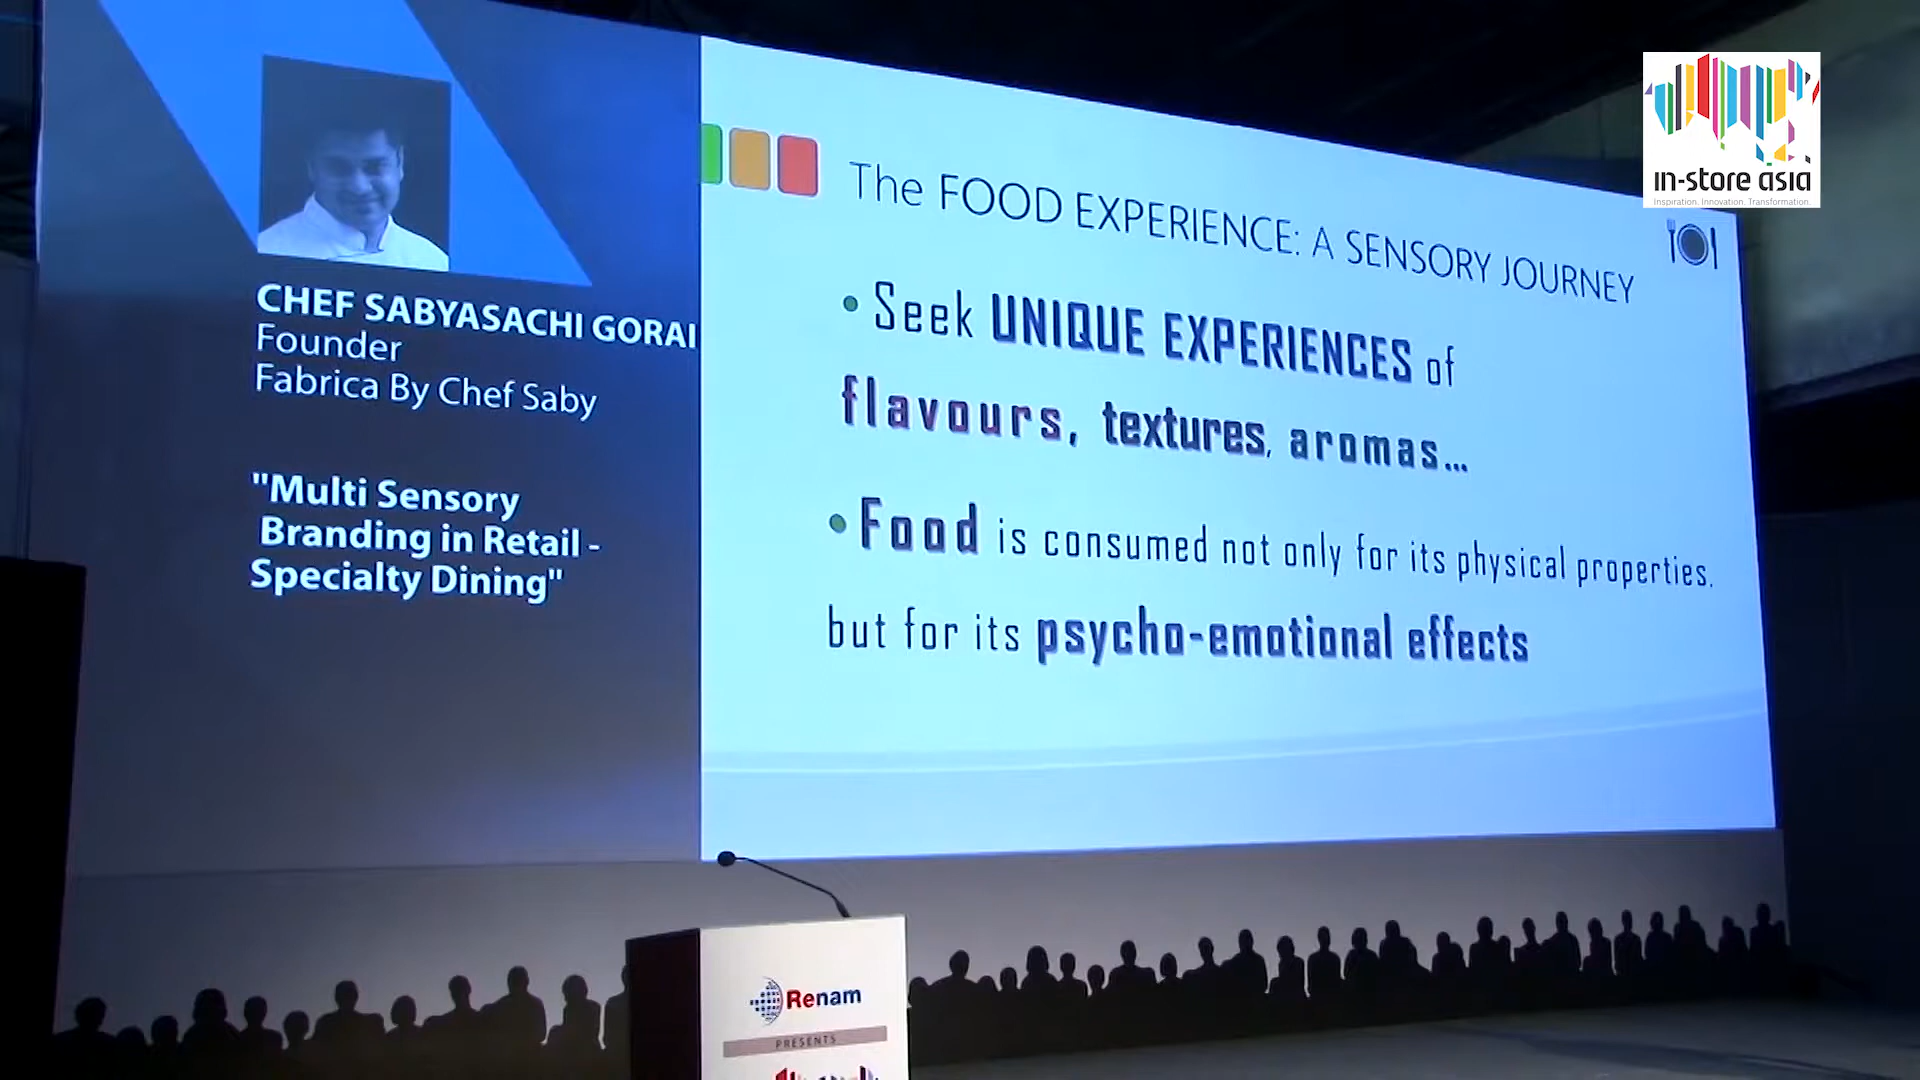 in-store asia
Inspiration. Innovation. Transformation.
CHEF SABYASACHI GORAI
Founder
Fabrica By Chef Saby
"Multi Sensory
Branding in Retail -
Specialty Dining"
The FOOD EXPERIENCE: A SENSORY JOURNEY
• Seek UNIQUE EXPERIENCES of
flavours, textures, aromas...
• Food is consumed not only for its physical properties,
but for its psycho-emotional effects
Renam
PRESENTS